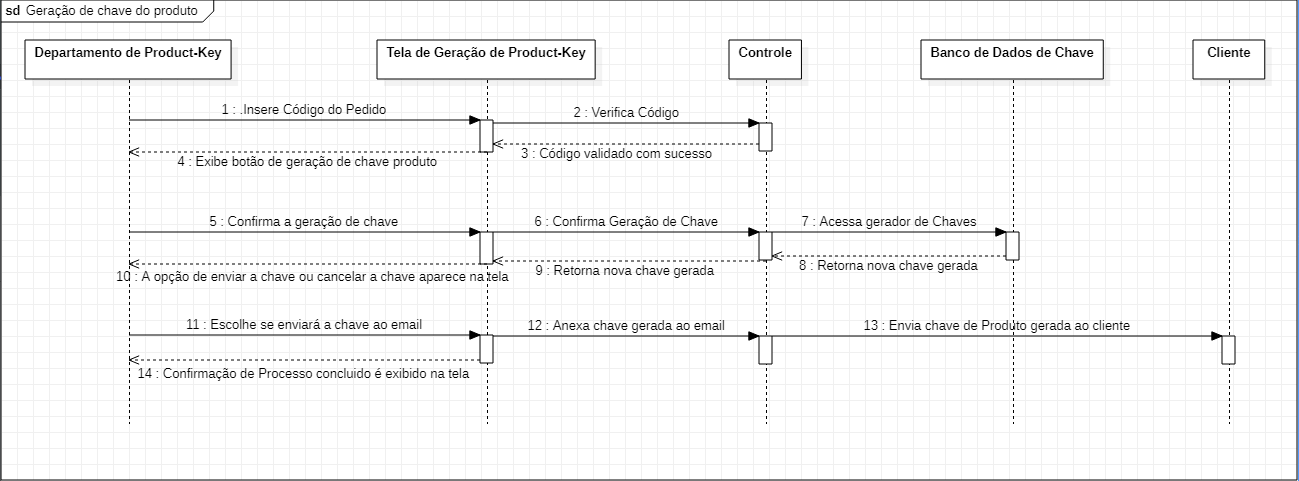 sd Geração de chave do produto
Departamento de Product-Key
Tela de Geração de Product-Key
Controle
Banco de Dados de Chave
Cliente
1 : .Insere Código do Pedido
2 : Verifica Código
3 : Código validado com sucesso
4 : Exibe botão de geração de chave produto
5 : Confirma a geração de chave
6 : Confirma Geração de Chave
7 : Acessa gerador de Chaves
8 : Retorna nova chave gerada
9 : Retorna nova chave gerada
10 : A opção de enviar a chave ou cancelar a chave aparece na tela
11 : Escolhe se enviará a chave ao email
12 : Anexa chave gerada ao email
13 : Envia chave de Produto gerada ao cliente
14 : Confirmação de Processo concluido é exibido na tela